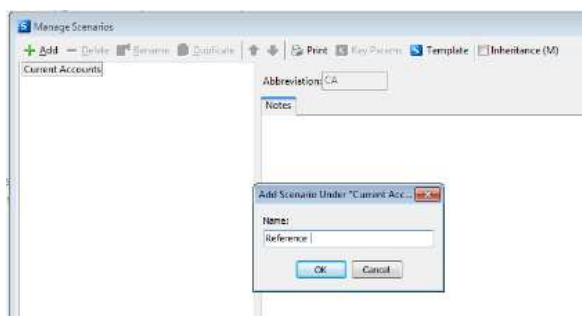 Manage Scenarios
Add Delete Rename Duplicate Print Key Params Template Inheritance (M)
Current Accounts
Abbreviation: CA
Notes
Add Scenario Under "Current Acc...
Name:
Reference
OK Cancel